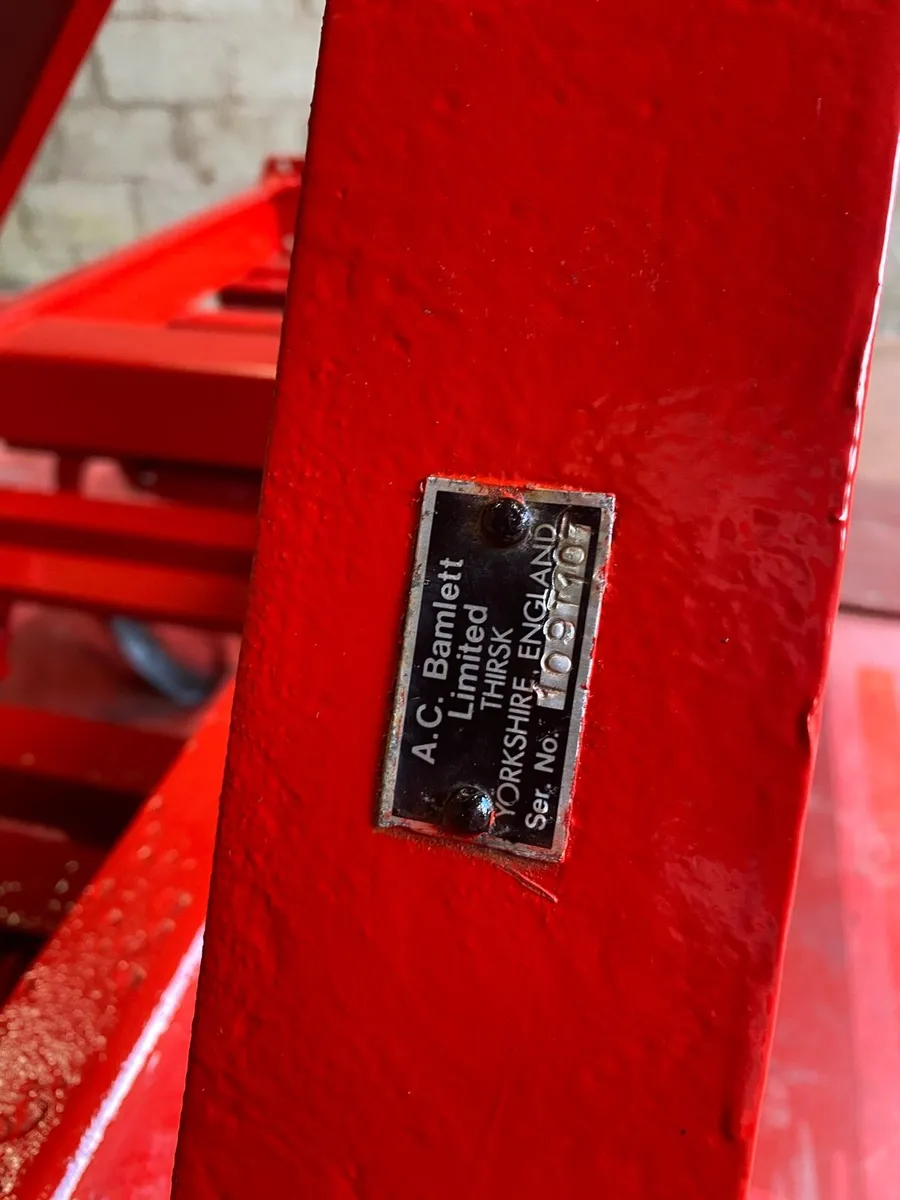 A.C. Bamlett
Limited
THIRSK
YORKSHIRE, ENGLAND
Ser. No.